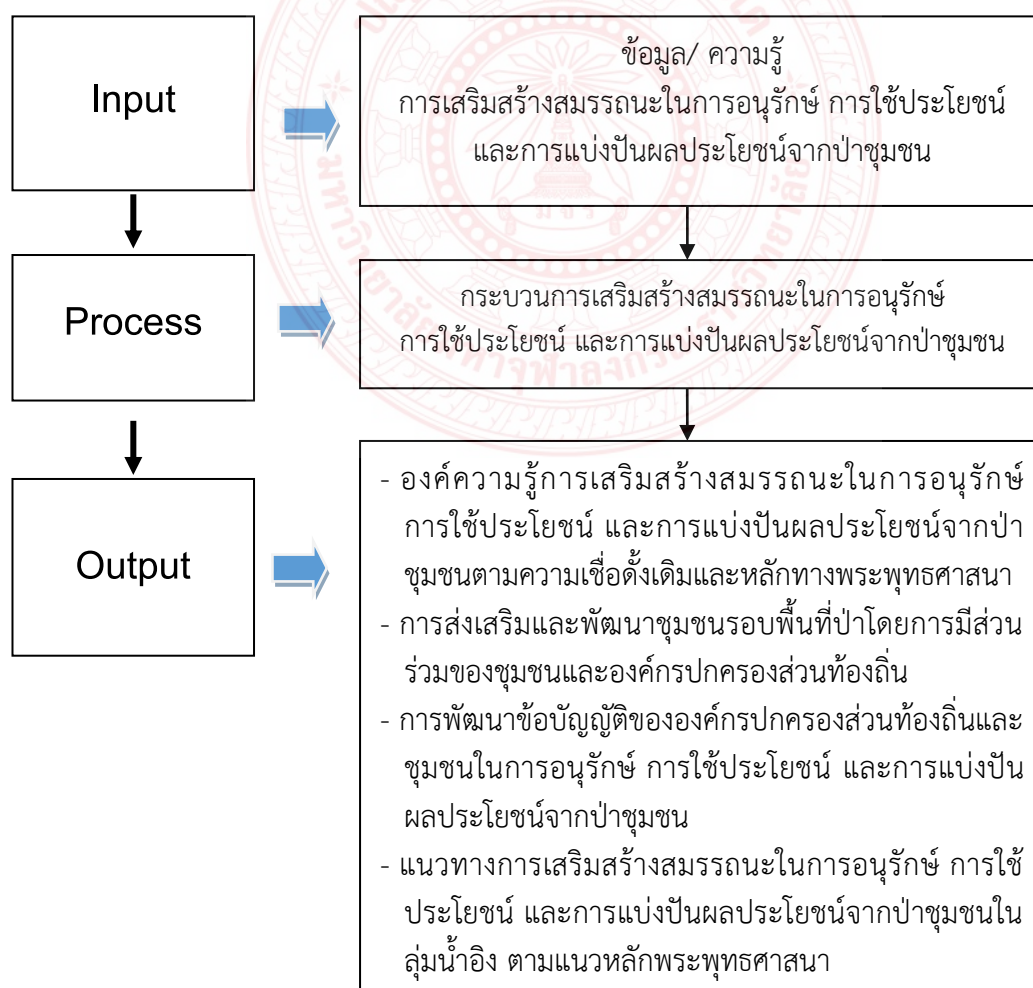 Input
ข้อมูล/ ความรู้
การเสริมสร้างสมรรถนะในการอนุรักษ์ การใช้ประโยชน์
และการแบ่งปันผลประโยชน์จากป่าชุมชน
Process
กระบวนการเสริมสร้างสมรรถนะในการอนุรักษ์
การใช้ประโยชน์ และการแบ่งปันผลประโยชน์จากป่าชุมชน
Output
- องค์ความรู้การเสริมสร้างสมรรถนะในการอนุรักษ์
การใช้ประโยชน์ และการแบ่งปันผลประโยชน์จากป่า
ชุมชนตามความเชื่อดั้งเดิมและหลักทางพระพุทธศาสนา
- การส่งเสริมและพัฒนาชุมชนรอบพื้นที่ป่าโดยการมีส่วน
ร่วมของชุมชนและองค์กรปกครองส่วนท้องถิ่น
- การพัฒนาข้อบัญญัติขององค์กรปกครองส่วนท้องถิ่นและ
ชุมชนในการอนุรักษ์ การใช้ประโยชน์ และการแบ่งปัน
ผลประโยชน์จากป่าชุมชน
- แนวทางการเสริมสร้างสมรรถนะในการอนุรักษ์ การใช้
ประโยชน์ และการแบ่งปันผลประโยชน์จากป่าชุมชนใน
ลุ่มน้ำอิง ตามแนวหลักพระพุทธศาสนา